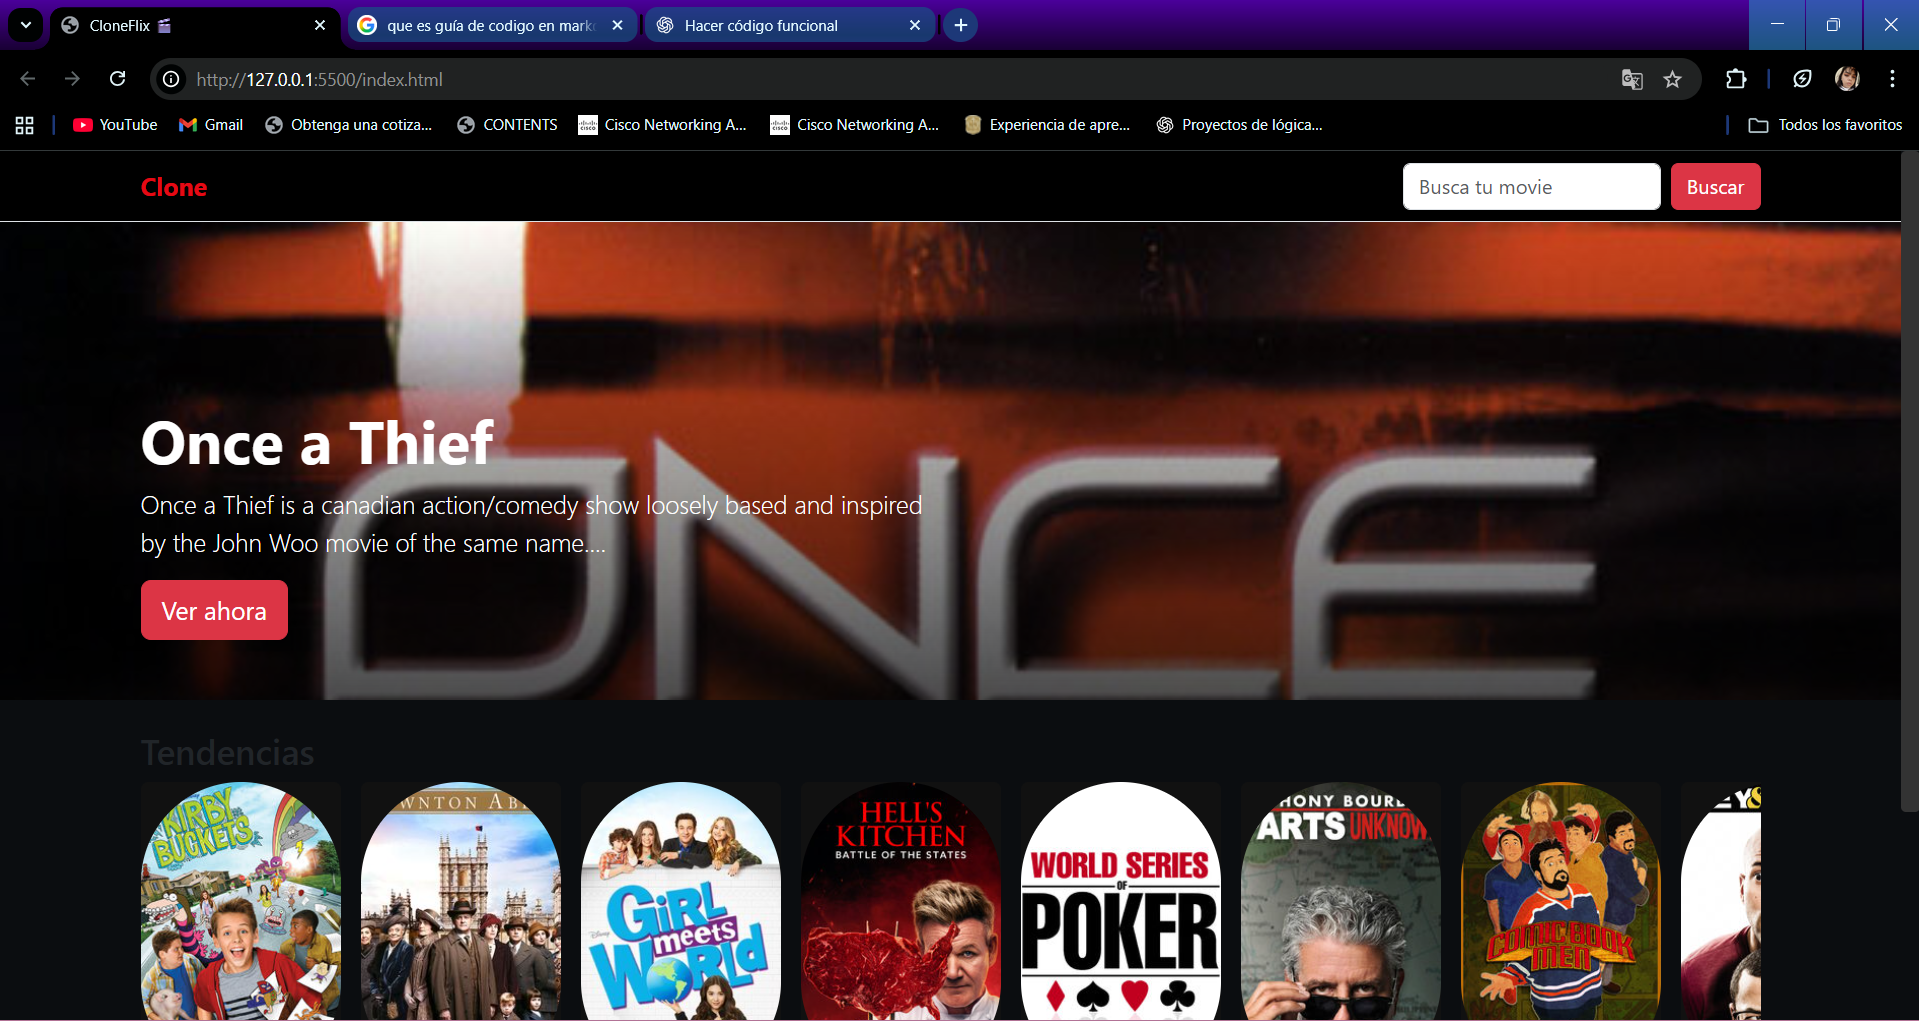 CloneFlix
que es guía de codigo en mark
Hacer código funcional
http://127.0.0.1:5500/index.html
YouTube
Gmail
Obtenga una cotiza...
CONTENTS
Cisco Networking A...
Cisco Networking A...
Experiencia de apre...
Proyectos de lógica...
Todos los favoritos
Clone
Busca tu movie
Buscar
ONCE
Once a Thief
Once a Thief is a canadian action/comedy show loosely based and inspired
by the John Woo movie of the same name....
Ver ahora
Tendencias
KIRBY
BUCKETS
WNTON AB
Disney
GiRL
meets
WORLD
HELL'S
KITCHEN
BATTLE OF THE STATES
WORLD SERIES
OF
POKER
HONY BOURD
ARTS UNKNOW
COMIC BOOK
MEN
Y&